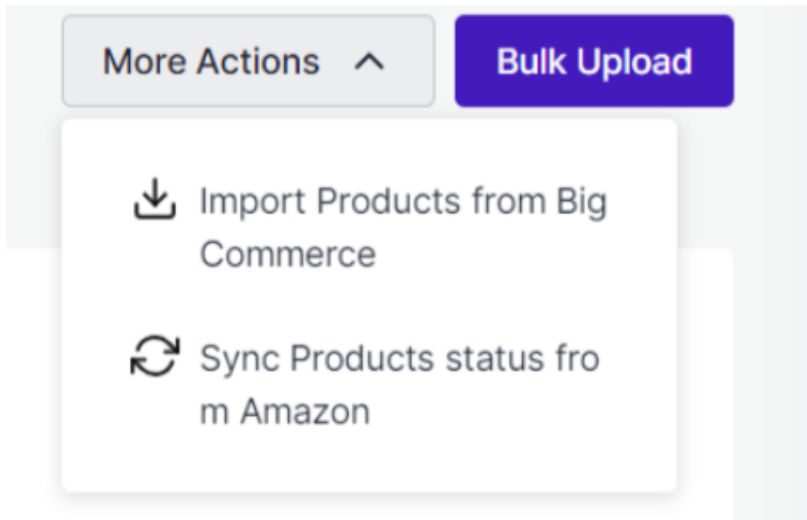 More Actions
Bulk Upload
Import Products from Big
Commerce
Sync Products status fro
m Amazon